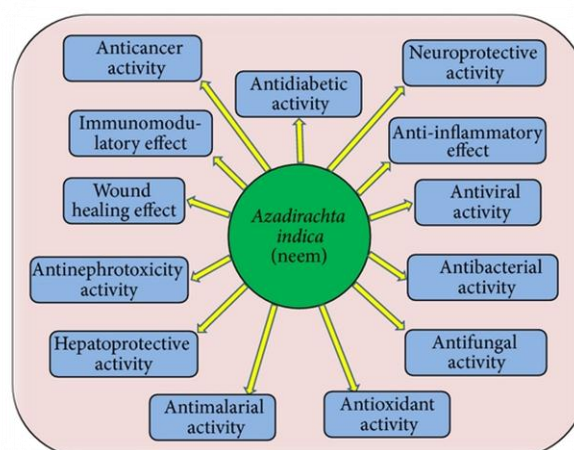 Anticancer
activity
Antidiabetic
activity
Neuroprotective
activity
Immunomodu-
latory effect
Anti-inflammatory
effect
Wound
healing effect
Azadirachta
indica
(neem)
Antiviral
activity
Antinephrotoxicity
activity
Antibacterial
activity
Hepatoprotective
activity
Antifungal
activity
Antimalarial
activity
Antioxidant
activity